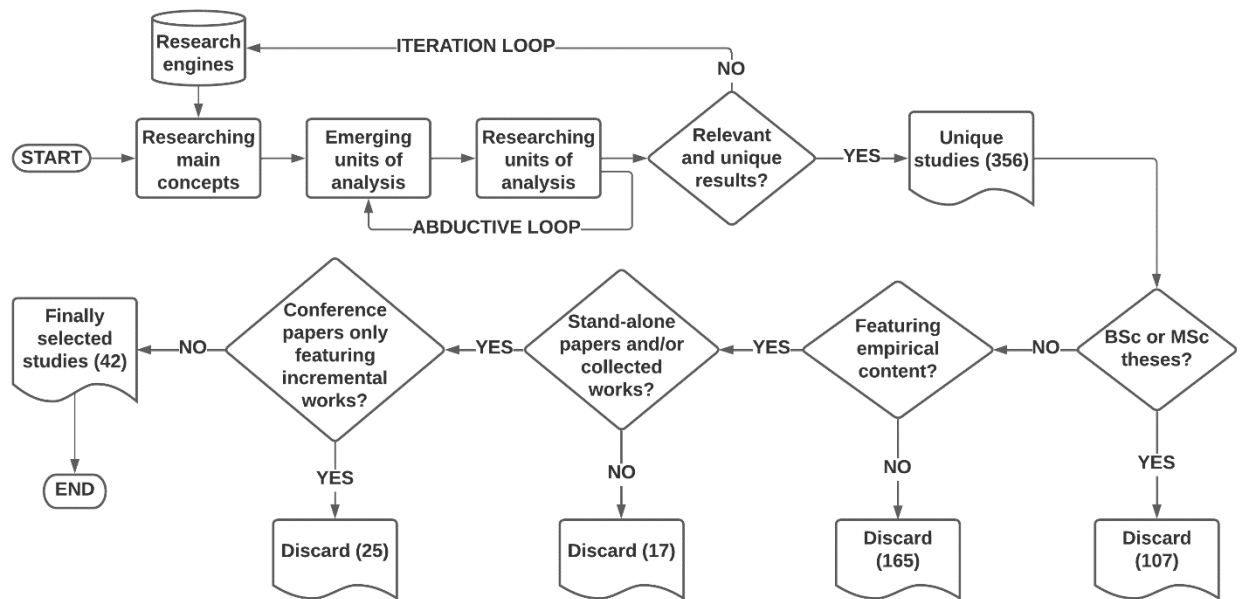 Research
engines
ITERATION LOOP
NO
START
Researching
main
concepts
Emerging
units of
analysis
Researching
units of
analysis
Relevant
and unique
results?
YES
Unique
studies (356)
ABDUCTIVE LOOP
BSc or MSc
theses?
NO
Featuring
empirical
content?
YES
Stand-alone
papers and/or
collected
works?
YES
Conference
papers only
featuring
incremental
works?
NO
Finally
selected
studies (42)
END
YES
Discard (25)
NO
Discard (17)
NO
Discard
(165)
YES
Discard
(107)